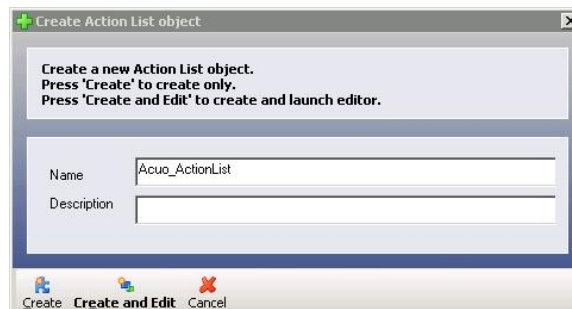 Create Action List object
Create a new Action List object.
Press 'Create' to create only.
Press 'Create and Edit' to create and launch editor.
Name
Acuo_ActionList
Description
Create Create and Edit Cancel